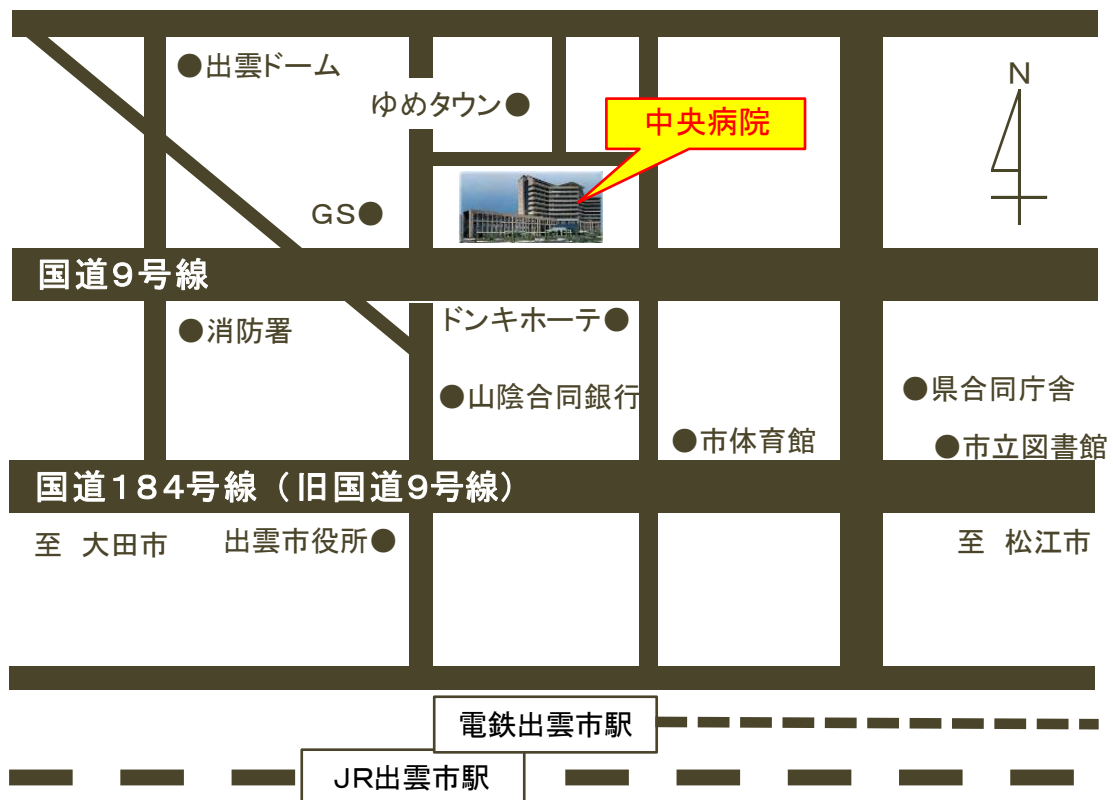 ●出雲ドーム
N
ゆめタウン●
中央病院
GS●
国道9号線
●消防署
ドンキホーテ●
●山陰合同銀行
●県合同庁舎
●市体育館
●市立図書館
国道184号線（旧国道9号線）
至　大田市
出雲市役所●
至　松江市
電鉄出雲市駅
JR出雲市駅